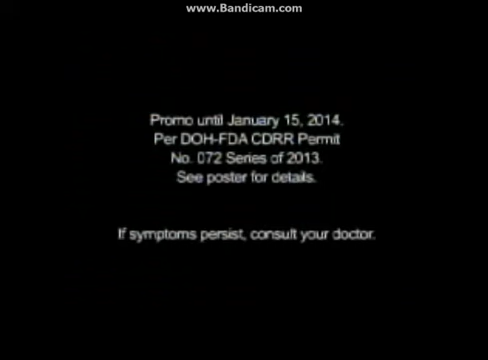 www.Bandicam.com
Promo until January 15, 2014.
Per DOH-FDA CDRR Permit
No. 072 Series of 2013.
See poster for details.
If symptoms persist, consult your doctor.